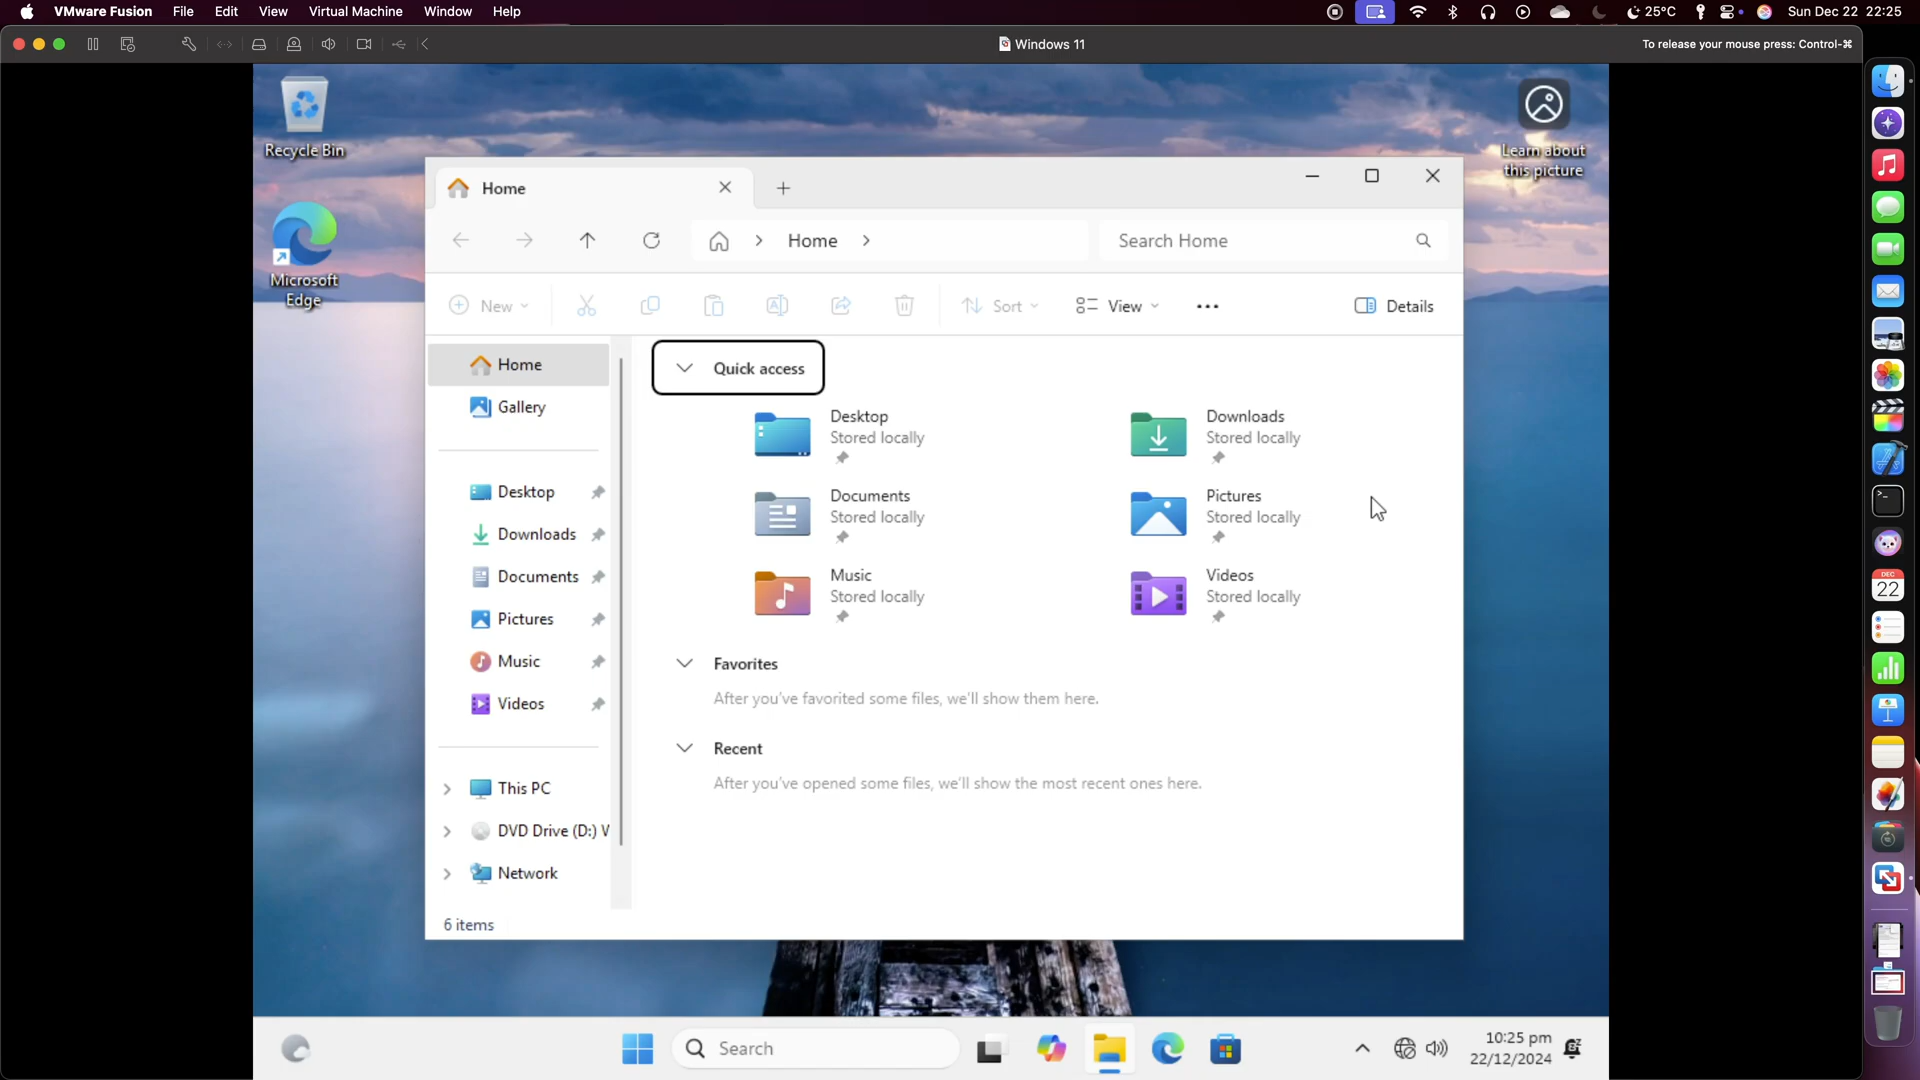 VMware Fusion File Edit View Virtual Machine Window Help 25°C Sun Dec 22 22:25
Windows 11 To release your mouse press: Control-⌘
Recycle Bin
Learn about
this picture
Microsoft
Edge
Home
Home
Search Home
New
Sort
View
Details
Home
Gallery
Desktop
Downloads
Documents
Pictures
Music
Videos
This PC
DVD Drive (D:)
Network
Quick access
Desktop
Stored locally
Downloads
Stored locally
Documents
Stored locally
Pictures
Stored locally
Music
Stored locally
Videos
Stored locally
Favorites
After you've favorited some files, we'll show them here.
Recent
After you've opened some files, we'll show the most recent ones here.
6 items
Search
10:25 pm
22/12/2024
DEC
22